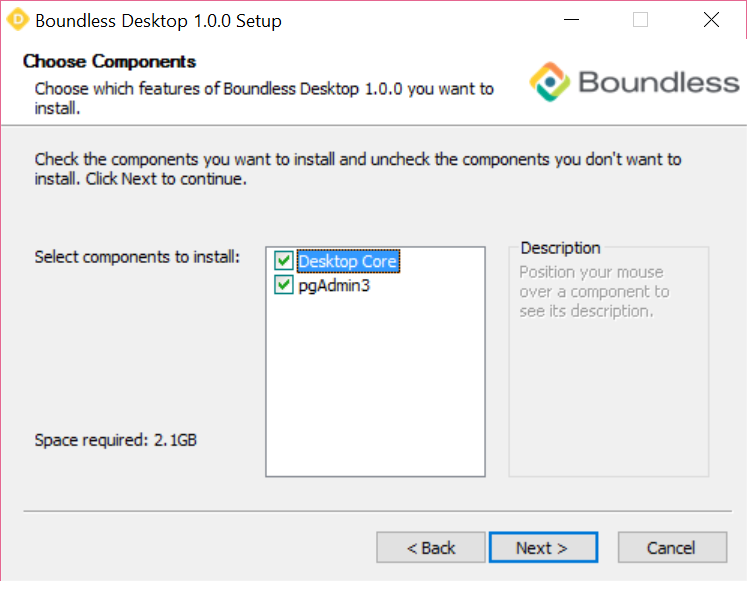 Boundless Desktop 1.0.0 Setup
Choose Components
Choose which features of Boundless Desktop 1.0.0 you want to
install.
Boundless
Check the components you want to install and uncheck the components you don't want to
install. Click Next to continue.
Select components to install:
Desktop Core
pgAdmin3
Description
Position your mouse
over a component to
see its description.
Space required: 2.1GB
< Back
Next >
Cancel